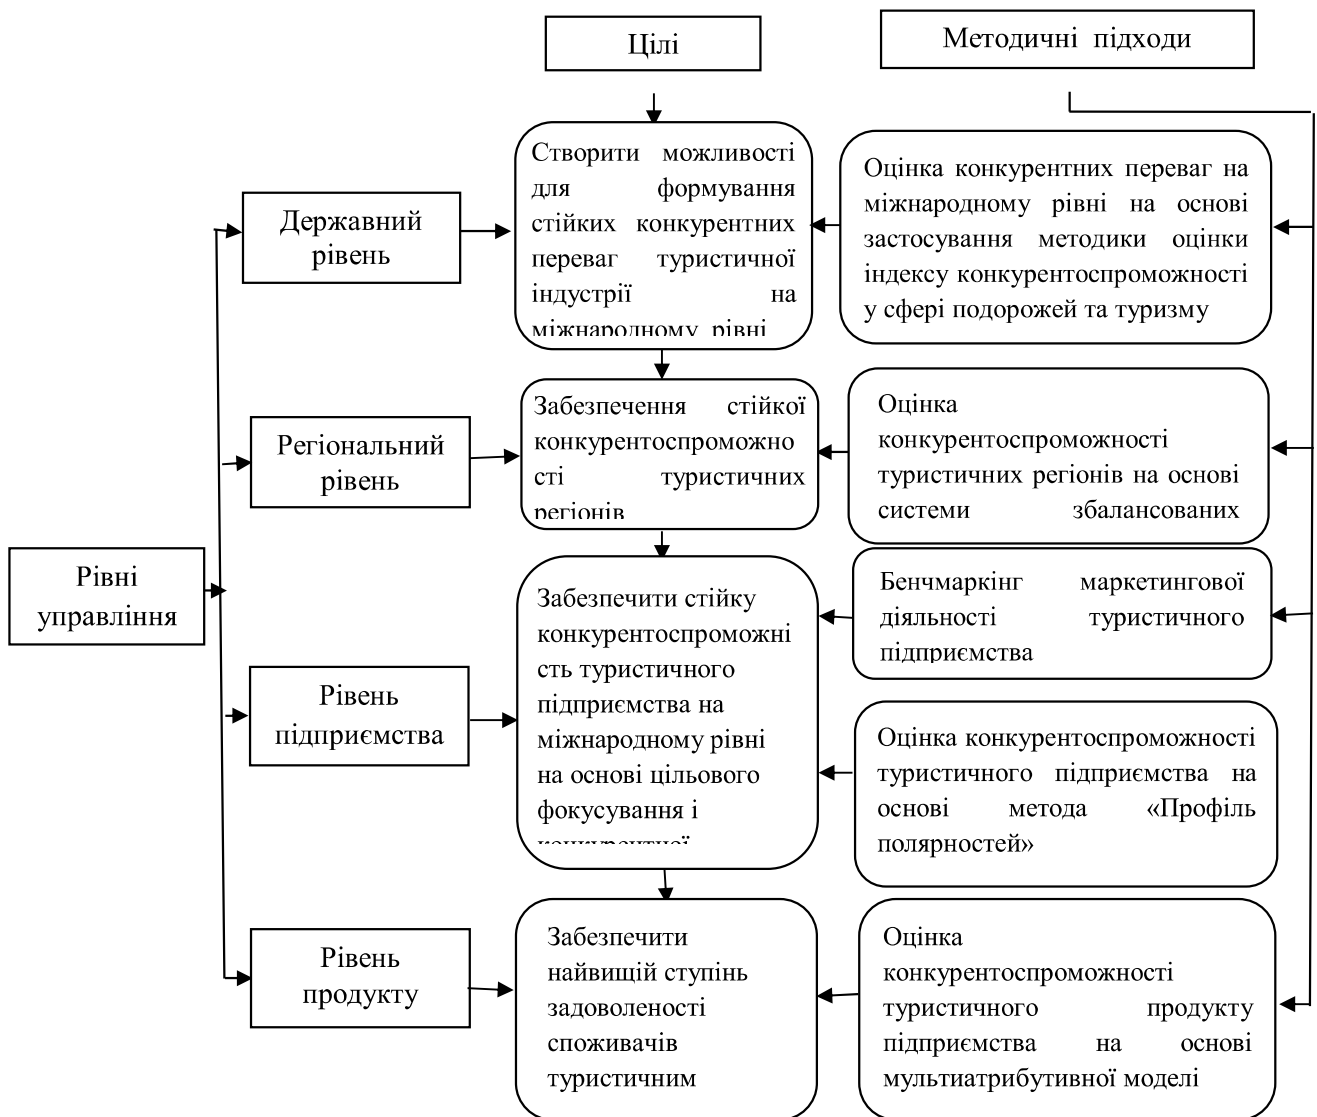 Цілі
Методичні підходи
Створити можливості
для формування
стійких конкурентних
переваг туристичної
індустрії на
міжнародному рівні
Оцінка конкурентних переваг на
міжнародному рівні на основі
застосування методики оцінки
індексу конкурентоспроможності
у сфері подорожей та туризму
Державний
рівень
Забезпечення стійкої
конкурентоспроможно
сті туристичних
регіонів
Оцінка
конкурентоспроможності
туристичних регіонів на основі
системи збалансованих
Регіональний
рівень
Рівні
управління
Забезпечити стійку
конкурентоспроможні
сть туристичного
підприємства на
міжнародному рівні
на основі цільового
фокусування і
конкурентної
Бенчмаркінг маркетингової
діяльності туристичного
підприємства
Рівень
підприємства
Оцінка конкурентоспроможності
туристичного підприємства на
основі метода «Профіль
полярностей»
Рівень
продукту
Забезпечити
найвищій ступінь
задоволеності
споживачів
туристичним
Оцінка
конкурентоспроможності
туристичного продукту
підприємства на основі
мультиатрибутивної моделі